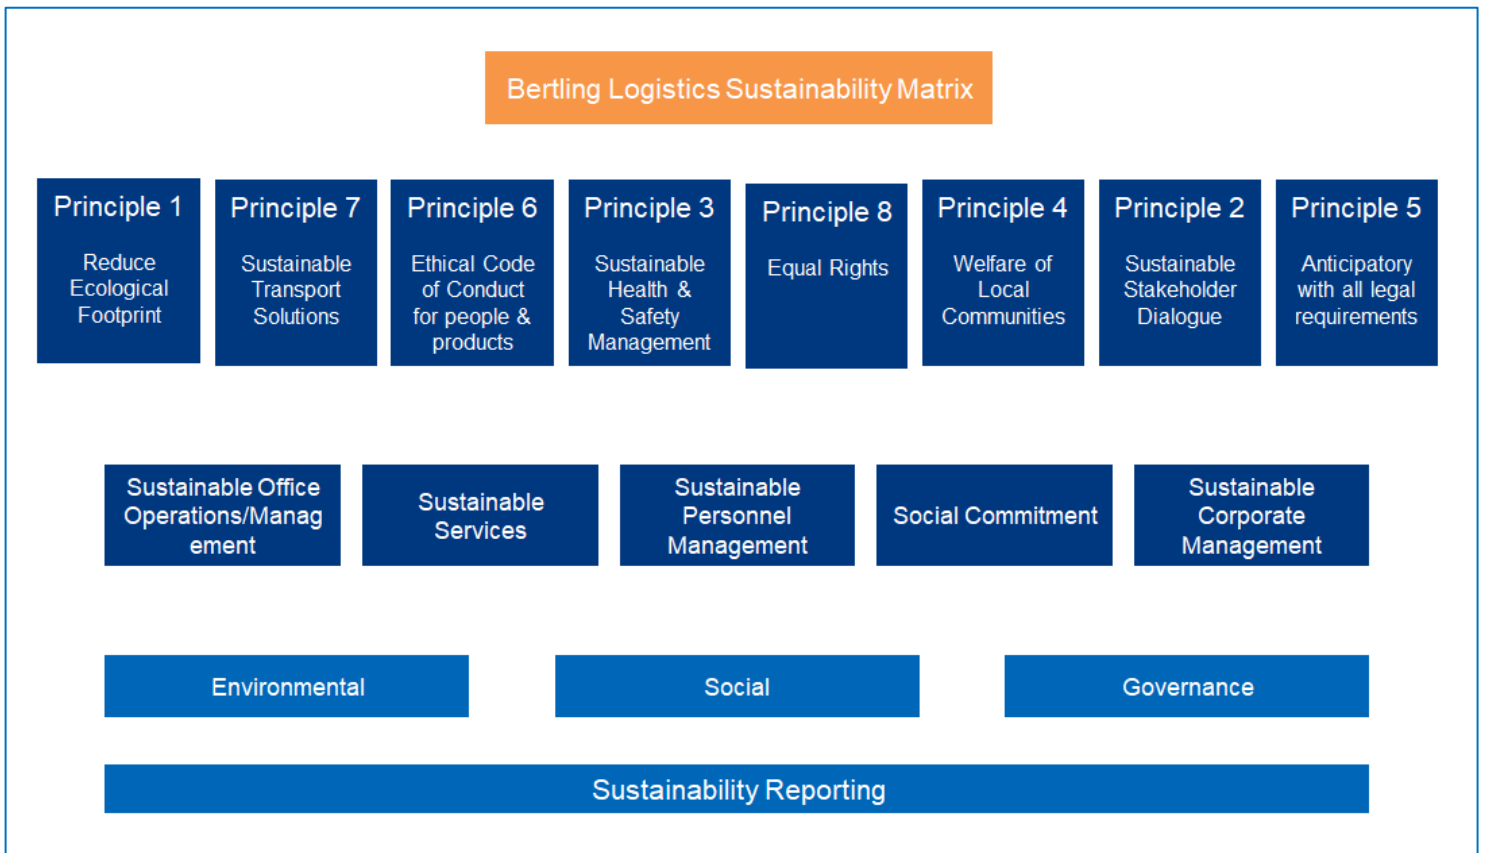 Bertling Logistics Sustainability Matrix
Principle 1
Reduce
Ecological
Footprint
Principle 7
Sustainable
Transport
Solutions
Principle 6
Ethical Code
of Conduct
for people &
products
Principle 3
Sustainable
Health &
Safety
Management
Principle 8
Equal Rights
Principle 4
Welfare of
Local
Communities
Principle 2
Sustainable
Stakeholder
Dialogue
Principle 5
Anticipatory
with all legal
requirements
Sustainable Office
Operations/Manag
ement
Sustainable
Services
Sustainable
Personnel
Management
Social Commitment
Sustainable
Corporate
Management
Environmental
Social
Governance
Sustainability Reporting